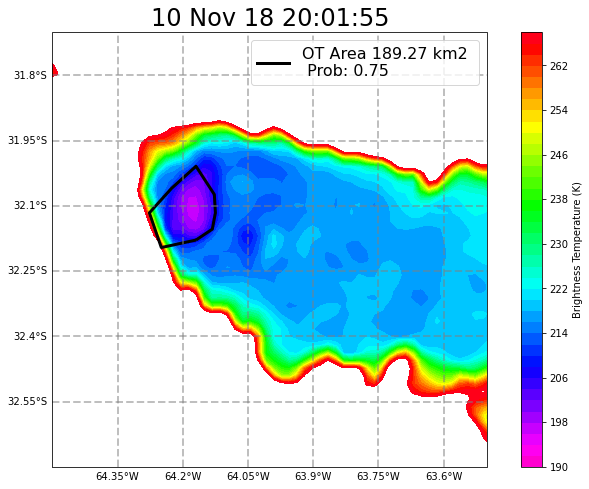 10 Nov 18 20:01:55
OT Area 189.27 km2
Prob: 0.75
31.8°S
31.95°S
32.1°S
32.25°S
32.4°S
32.55°S
64.35°W
64.2°W
64.05°W
63.9°W
63.75°W
63.6°W
262
254
246
238
230
222
214
206
198
190
Brightness Temperature (K)